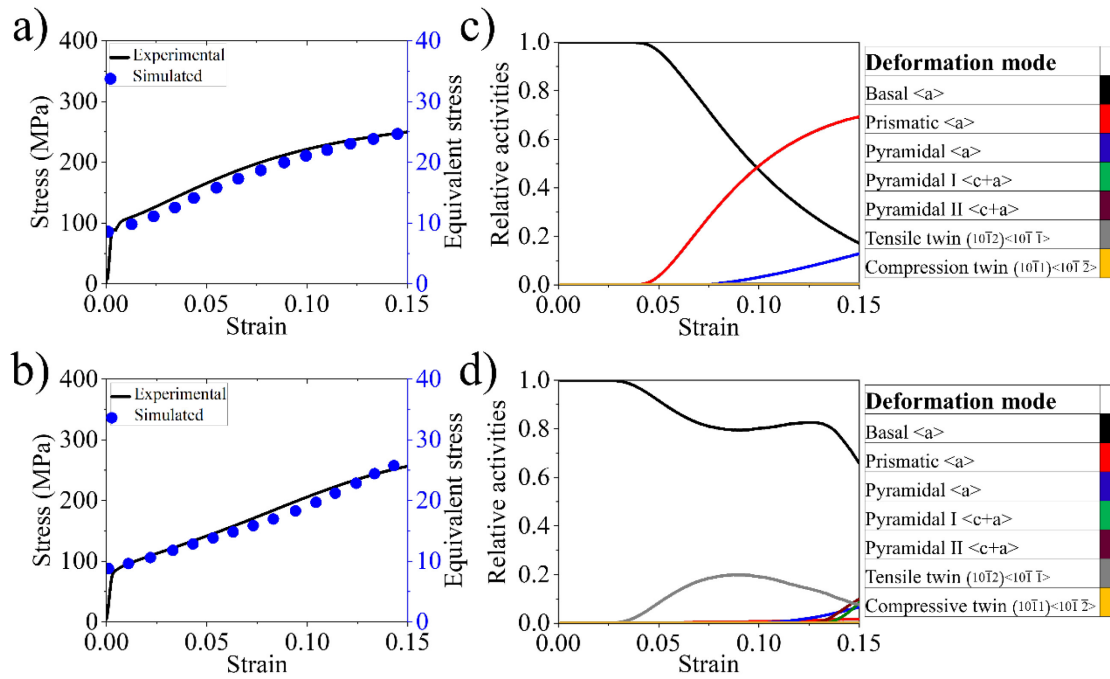 a)
400
300
200
100
0
Stress (MPa)
Experimental
Simulated
40
30
20
10
0
Equivalent stress
0.00 0.05 0.10 0.15
Strain
c)
1.0
0.8
0.6
0.4
0.2
0.0
Relative activities
0.00 0.05 0.10 0.15
Strain
Deformation mode
Basal <a>
Prismatic <a>
Pyramidal <a>
Pyramidal I <c+a>
Pyramidal II <c+a>
Tensile twin (101̄2)<101̄ 1̄>
Compression twin (101̄1)<101̄ 2̄>
b)
400
300
200
100
0
Stress (MPa)
Experimental
Simulated
40
30
20
10
0
Equivalent stress
0.00 0.05 0.10 0.15
Strain
d)
1.0
0.8
0.6
0.4
0.2
0.0
Relative activities
0.00 0.05 0.10 0.15
Strain
Deformation mode
Basal <a>
Prismatic <a>
Pyramidal <a>
Pyramidal I <c+a>
Pyramidal II <c+a>
Tensile twin (101̄2)<101̄ 1̄>
Compressive twin (101̄1)<101̄ 2̄>